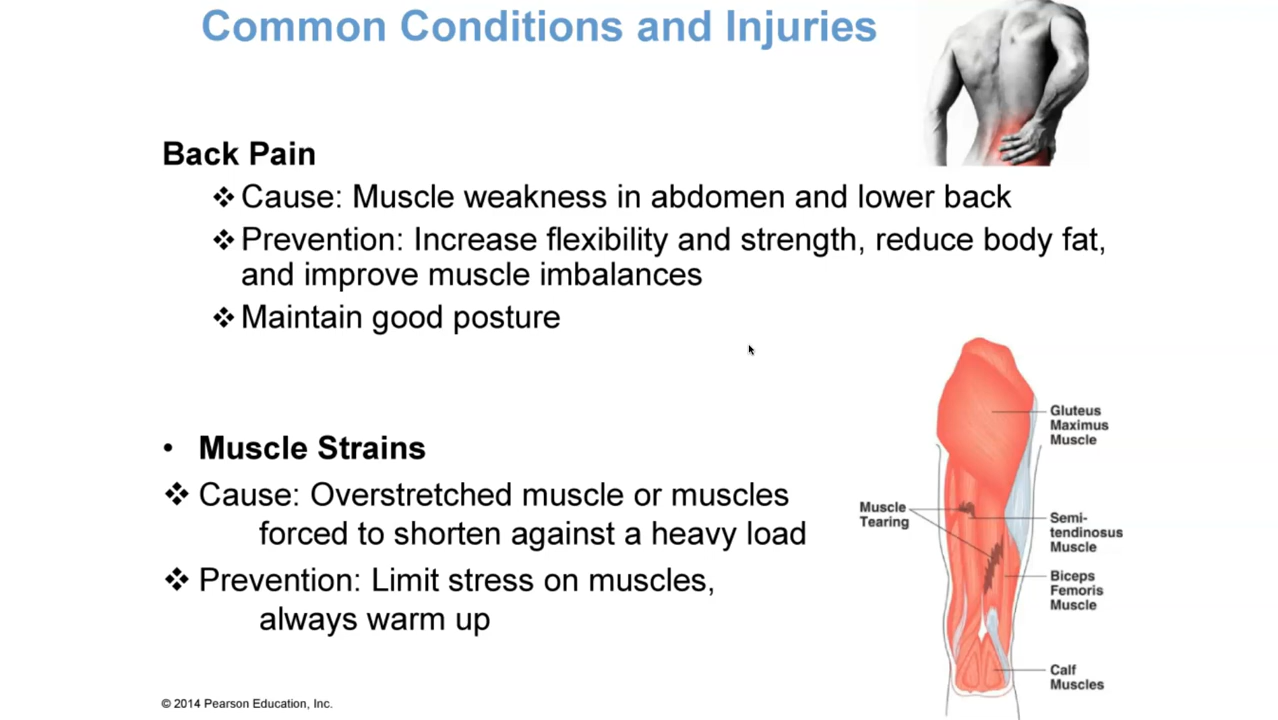 Common Conditions and Injuries
Back Pain
❖ Cause: Muscle weakness in abdomen and lower back
❖ Prevention: Increase flexibility and strength, reduce body fat,
and improve muscle imbalances
❖ Maintain good posture
• Muscle Strains
❖ Cause: Overstretched muscle or muscles
forced to shorten against a heavy load
❖ Prevention: Limit stress on muscles,
always warm up
Gluteus
Maximus
Muscle
Muscle
Tearing
Semi-
tendinosus
Muscle
Biceps
Femoris
Muscle
Calf
Muscles
© 2014 Pearson Education, Inc.